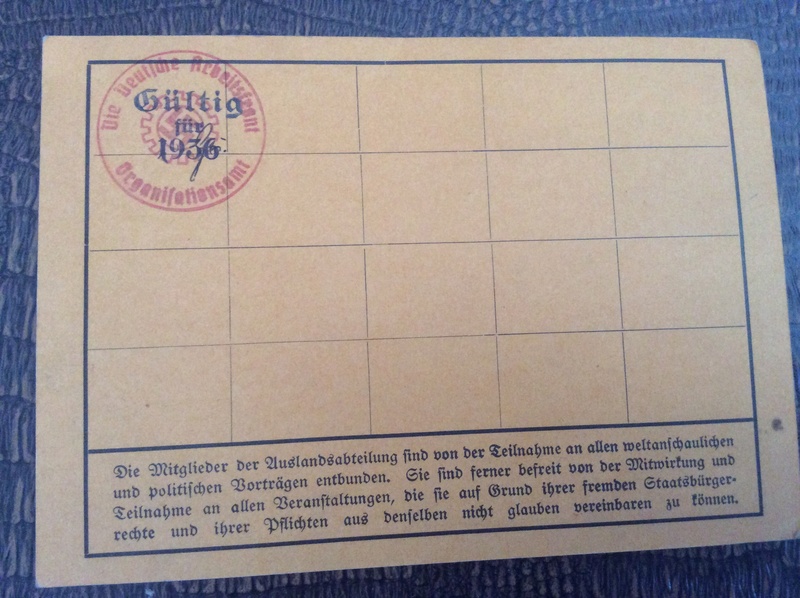 Die Deutsche Arbeitsfront
Gültig
für
1936
Organisationsamt
Die Mitglieder der Auslandsabteilung sind von der Teilnahme an allen weltanschaulichen
und politischen Vorträgen entbunden. Sie sind ferner befreit von der Mitwirkung und
Teilnahme an allen Veranstaltungen, die sie auf Grund ihrer fremden Staatsbürger-
rechte und ihrer Pflichten aus denselben nicht glauben vereinbaren zu können.